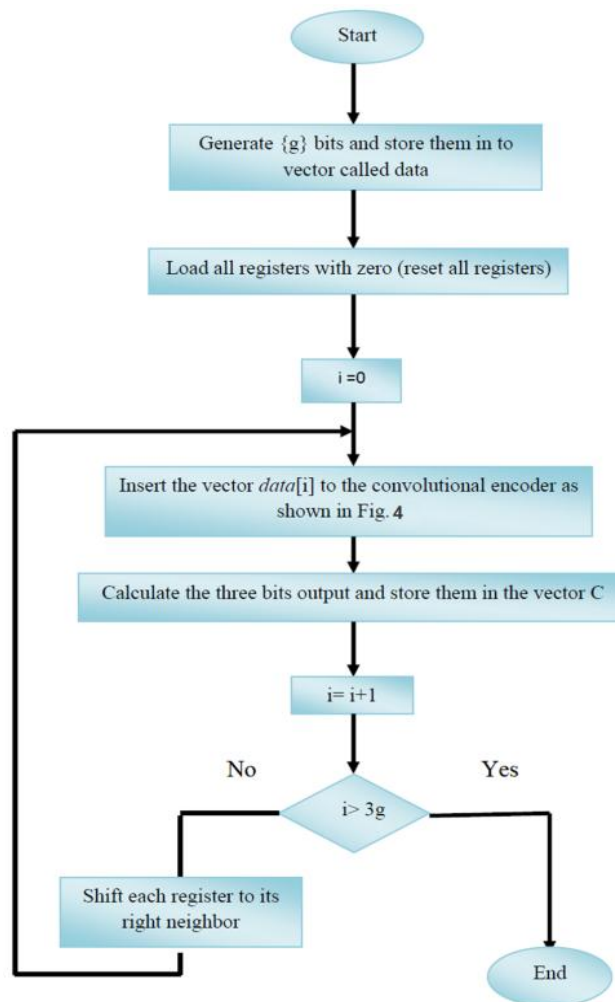 Start
Generate {g} bits and store them in to
vector called data
Load all registers with zero (reset all registers)
i =0
Insert the vector data[i] to the convolutional encoder as
shown in Fig. 4
Calculate the three bits output and store them in the vector C
i= i+1
No
Yes
i> 3g
Shift each register to its
right neighbor
End